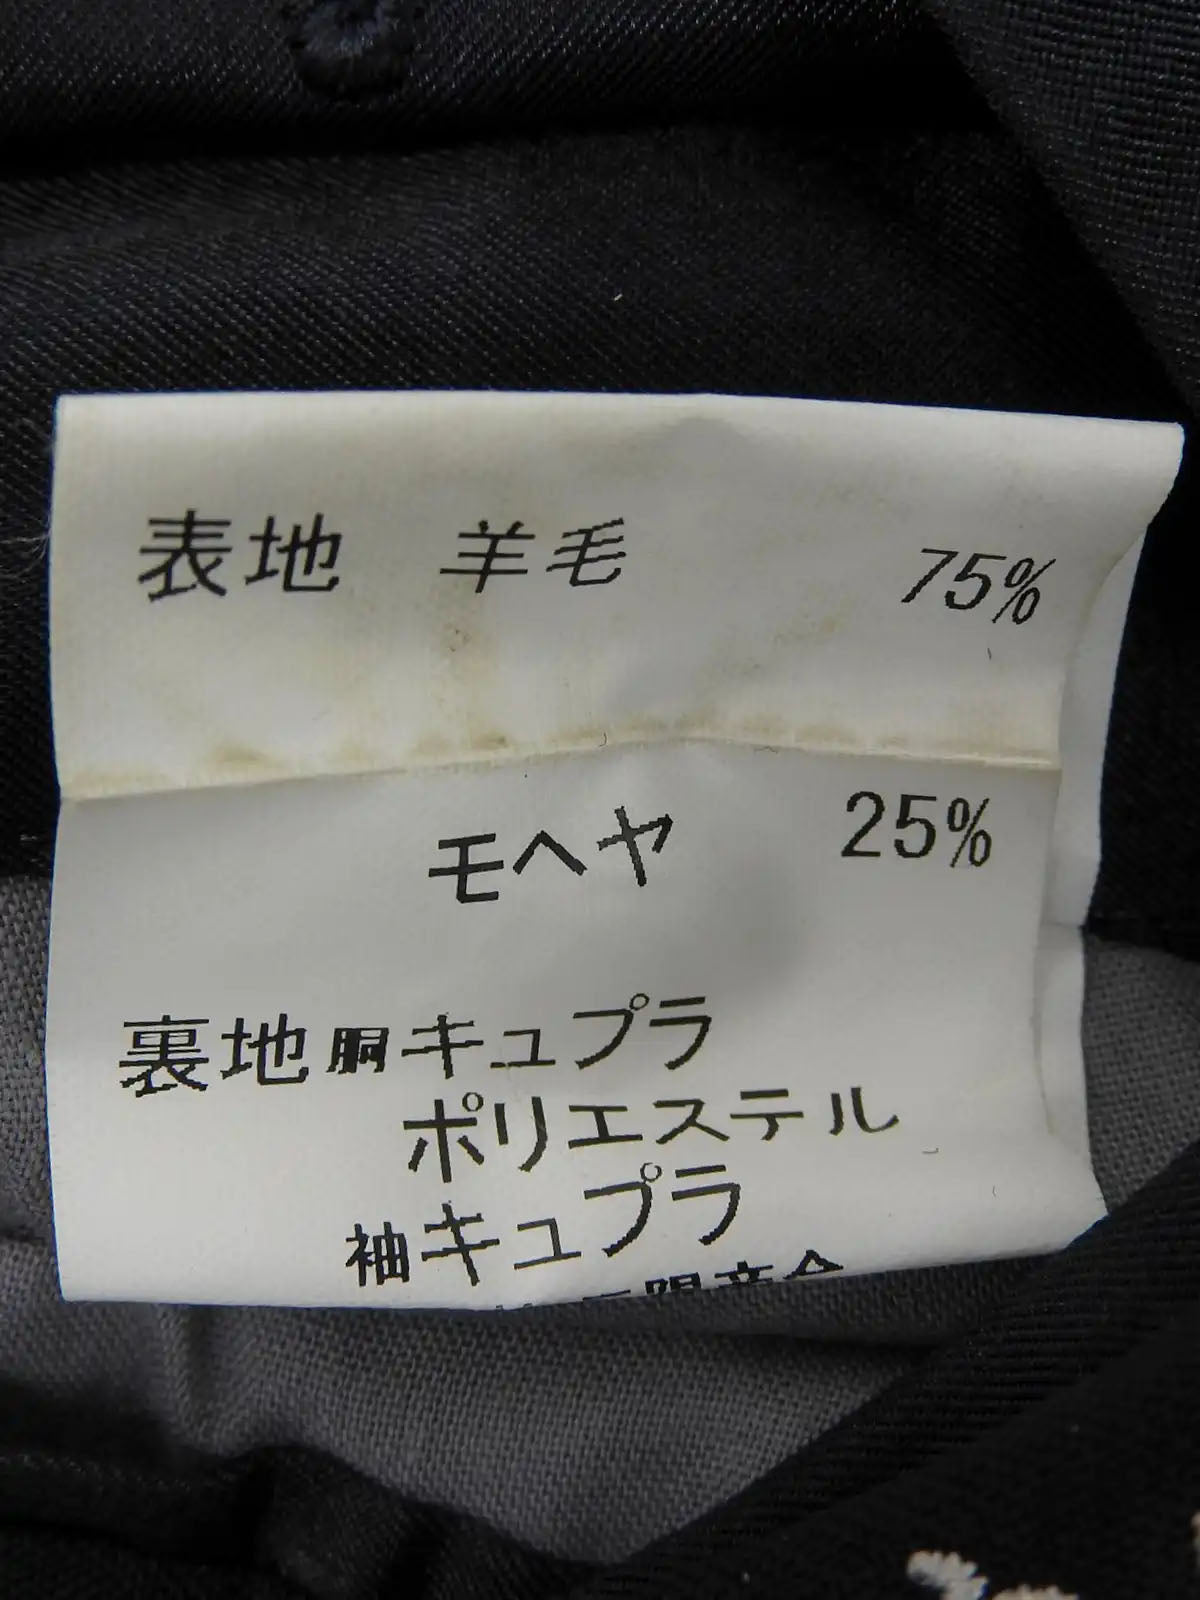 表地 羊毛 75%
モヘヤ 25%
裏地胴キュプラ
ポリエステル
袖キュプラ